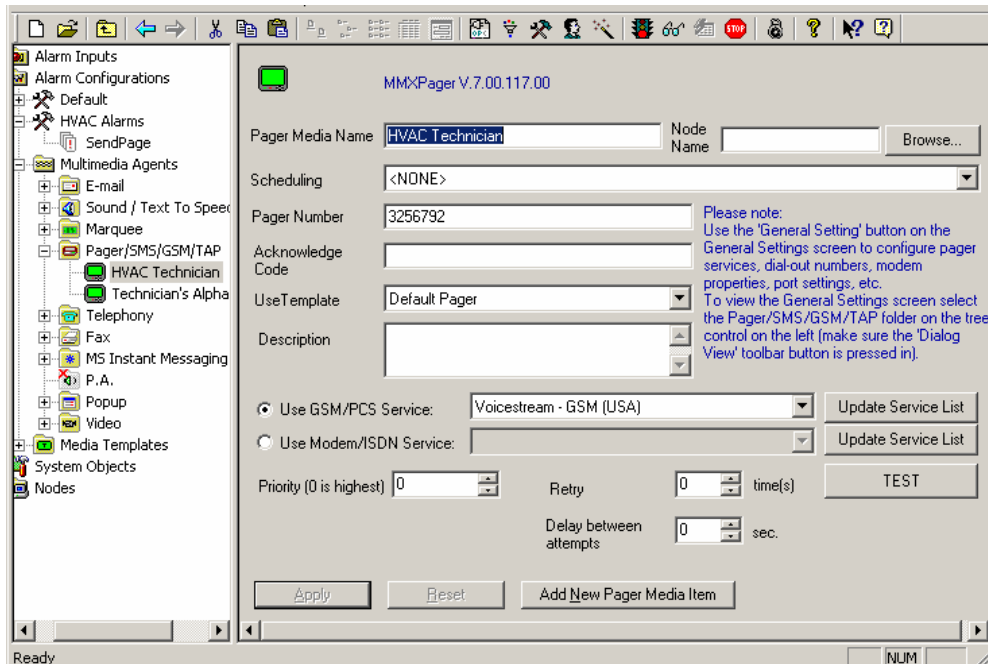 STOP
Alarm Inputs
Alarm Configurations
Default
HVAC Alarms
SendPage
Multimedia Agents
E-mail
Sound / Text To Speec
Marquee
Pager/SMS/GSM/TAP
HVAC Technician
Technician's Alpha
Telephony
Fax
MS Instant Messaging
P.A.
Popup
Video
Media Templates
System Objects
Nodes
MMXPager V.7.00.117.00
Pager Media Name HVAC Technician Node Name Browse...
Scheduling <NONE>
Pager Number 3256792
Acknowledge Code
UseTemplate Default Pager
Description
Please note:
Use the 'General Setting' button on the
General Settings screen to configure pager
services, dial-out numbers, modem
properties, port settings, etc.
To view the General Settings screen select
the Pager/SMS/GSM/TAP folder on the tree
control on the left (make sure the 'Dialog
View' toolbar button is pressed in).
Use GSM/PCS Service: Voicestream - GSM (USA) Update Service List
Use Modem/ISDN Service: Update Service List
Priority (0 is highest) 0 Retry 0 time(s) TEST
Delay between attempts 0 sec.
Apply Reset Add New Pager Media Item
Ready NUM